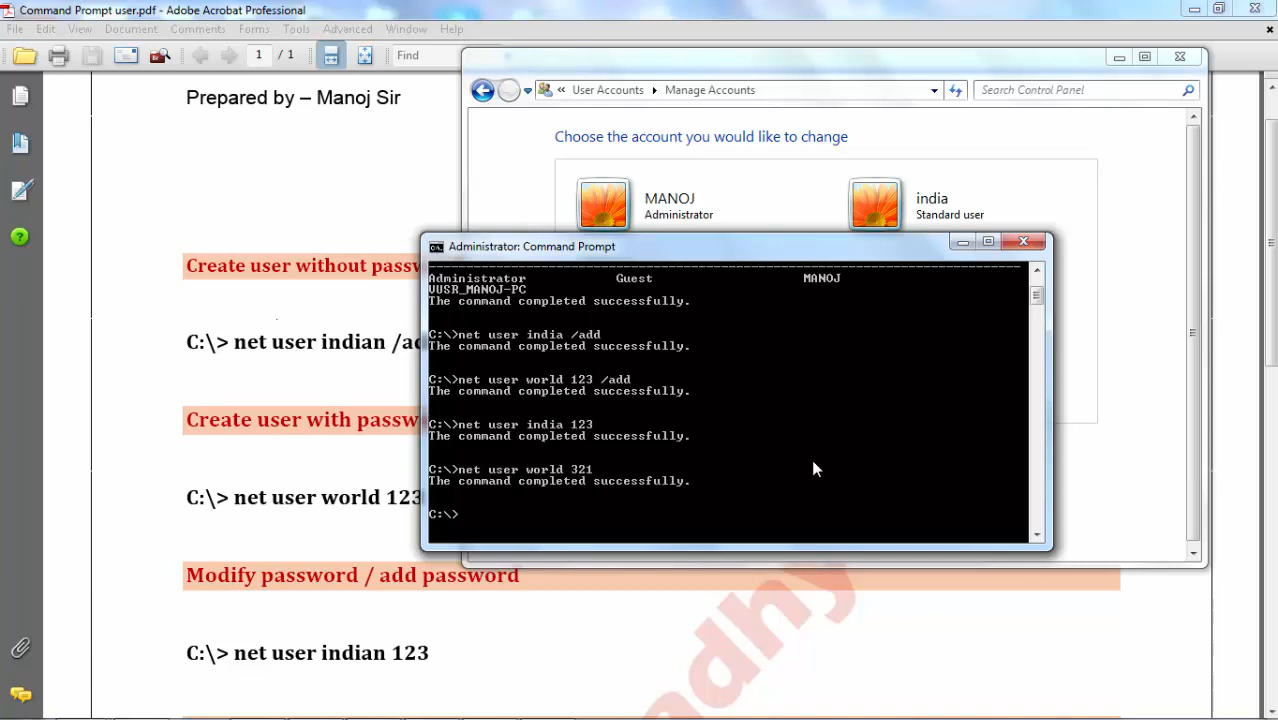 Command Prompt user.pdf - Adobe Acrobat Professional
File Edit View Document Comments Forms Tools Advanced Window Help
1 / 1 Find
Prepared by – Manoj Sir
Create user without passw
C:\> net user indian /ac
Create user with passw
C:\> net user world 123
Modify password / add password
C:\> net user indian 123
User Accounts Manage Accounts
Search Control Panel
Choose the account you would like to change
MANOJ
Administrator
india
Standard user
Administrator: Command Prompt
-------------------------------------------------------------------------------
Administrator Guest MANOJ
VUSR_MANOJ-PC
The command completed successfully.
C:\>net user india /add
The command completed successfully.
C:\>net user world 123 /add
The command completed successfully.
C:\>net user india 123
The command completed successfully.
C:\>net user world 321
The command completed successfully.
C:\>